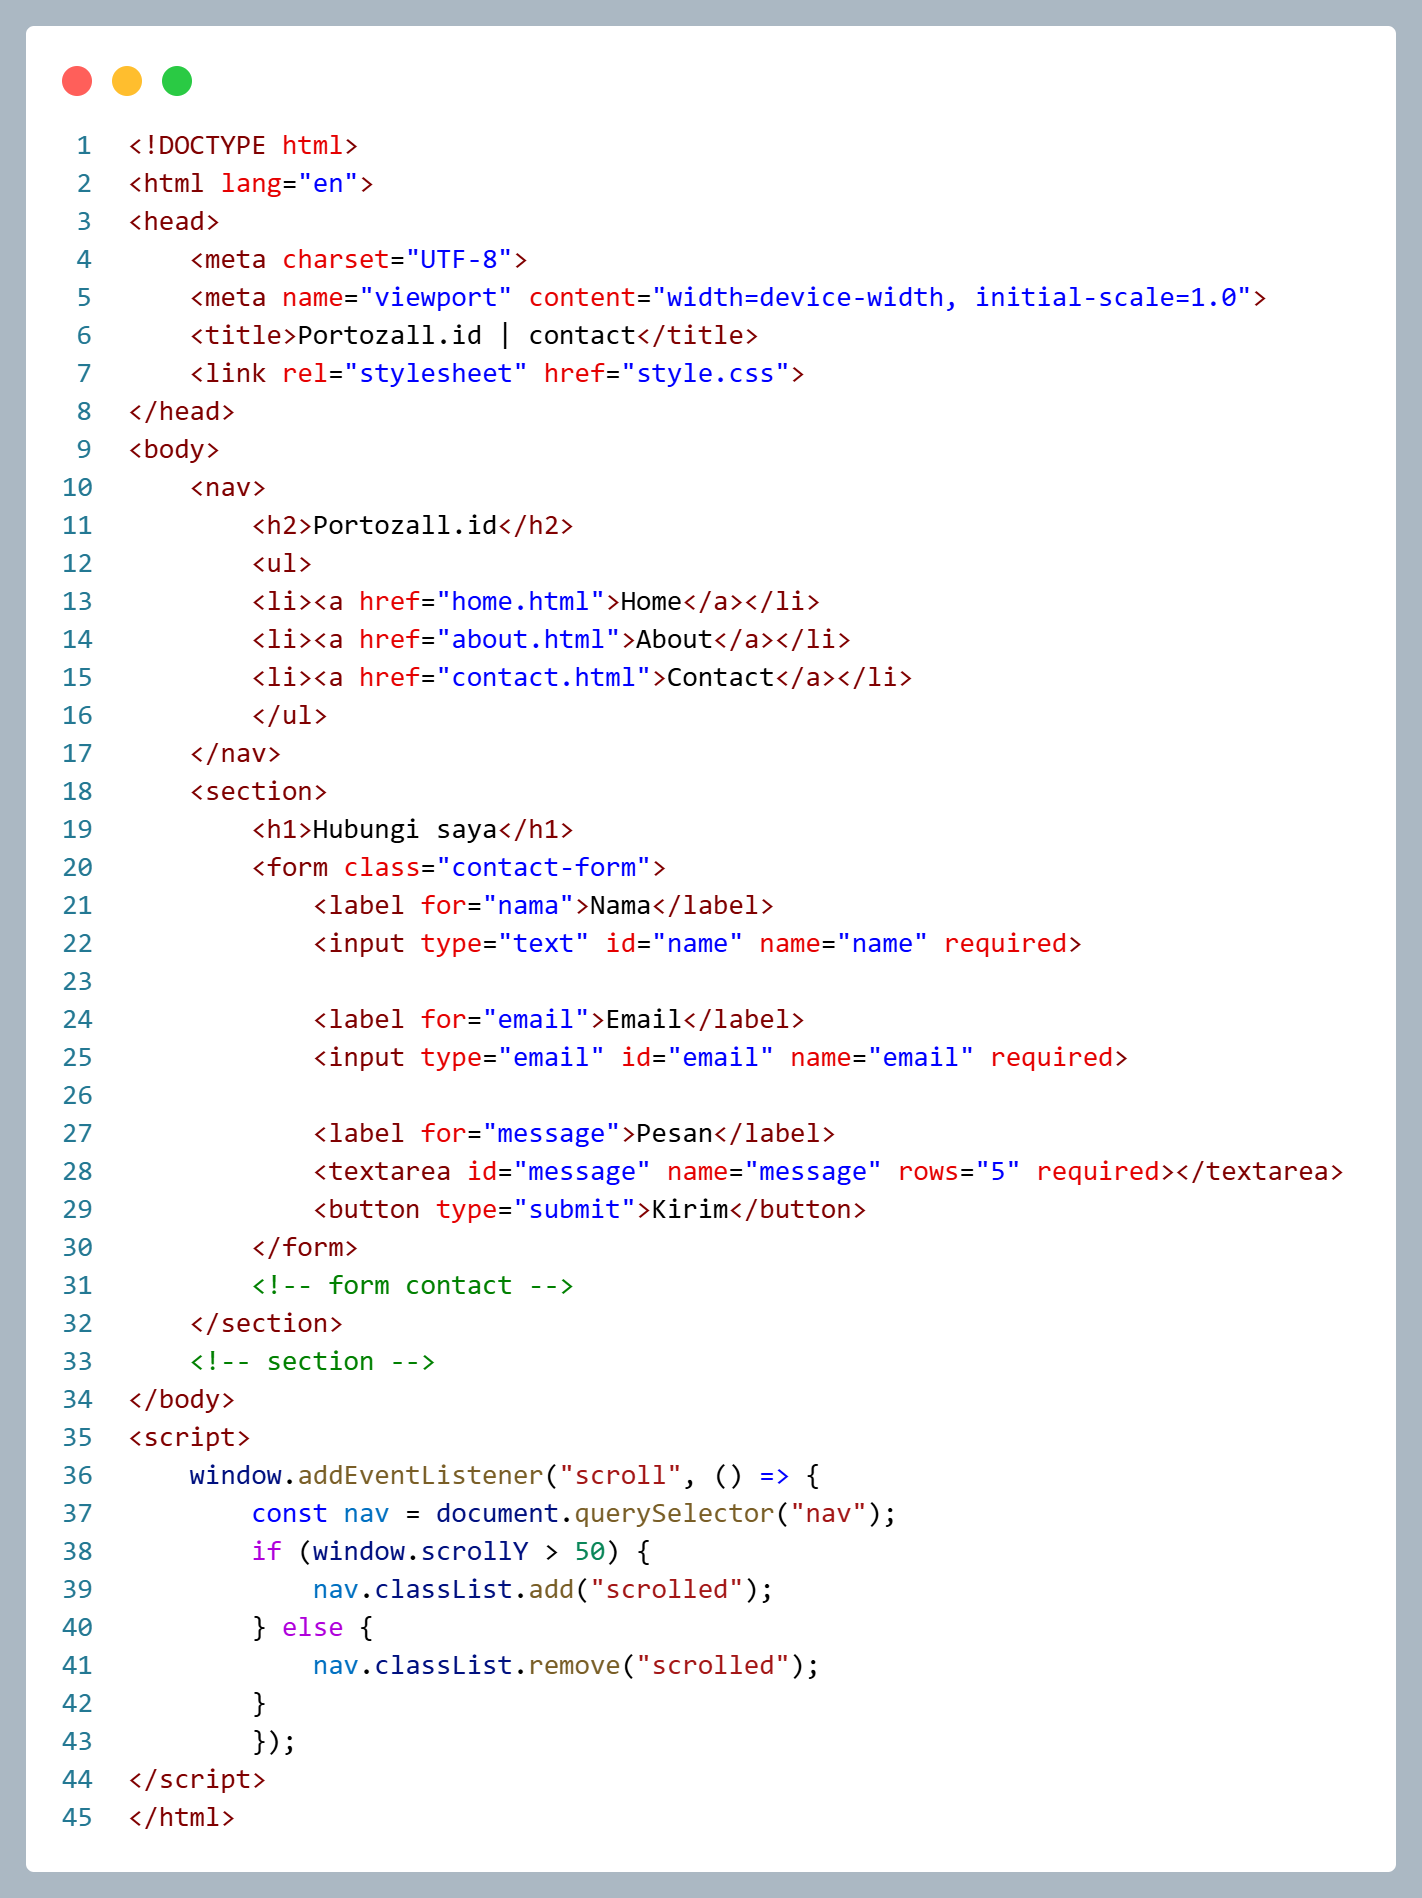 1 <!DOCTYPE html>
2 <html lang="en">
3 <head>
4     <meta charset="UTF-8">
5     <meta name="viewport" content="width=device-width, initial-scale=1.0">
6     <title>Portozall.id | contact</title>
7     <link rel="stylesheet" href="style.css">
8 </head>
9 <body>
10     <nav>
11         <h2>Portozall.id</h2>
12         <ul>
13         <li><a href="home.html">Home</a></li>
14         <li><a href="about.html">About</a></li>
15         <li><a href="contact.html">Contact</a></li>
16         </ul>
17     </nav>
18     <section>
19         <h1>Hubungi saya</h1>
20         <form class="contact-form">
21             <label for="nama">Nama</label>
22             <input type="text" id="name" name="name" required>
23
24             <label for="email">Email</label>
25             <input type="email" id="email" name="email" required>
26
27             <label for="message">Pesan</label>
28             <textarea id="message" name="message" rows="5" required></textarea>
29             <button type="submit">Kirim</button>
30         </form>
31         <!-- form contact -->
32     </section>
33     <!-- section -->
34 </body>
35 <script>
36     window.addEventListener("scroll", () => {
37         const nav = document.querySelector("nav");
38         if (window.scrollY > 50) {
39             nav.classList.add("scrolled");
40         } else {
41             nav.classList.remove("scrolled");
42         }
43         });
44 </script>
45 </html>